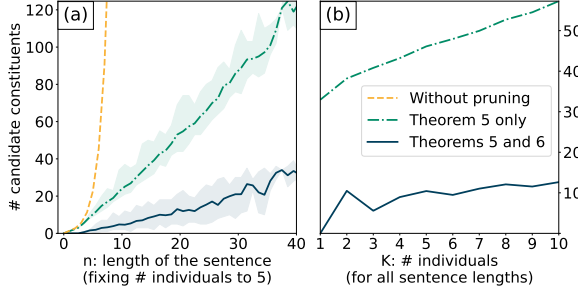 (a)
(b)
120
100
80
60
40
20
0
# candidate constituents
0 10 20 30 40
n: length of the sentence
(fixing # individuals to 5)
Without pruning
Theorem 5 only
Theorems 5 and 6
50
40
30
20
10
1 2 3 4 5 6 7 8 9 10
K: # individuals
(for all sentence lengths)